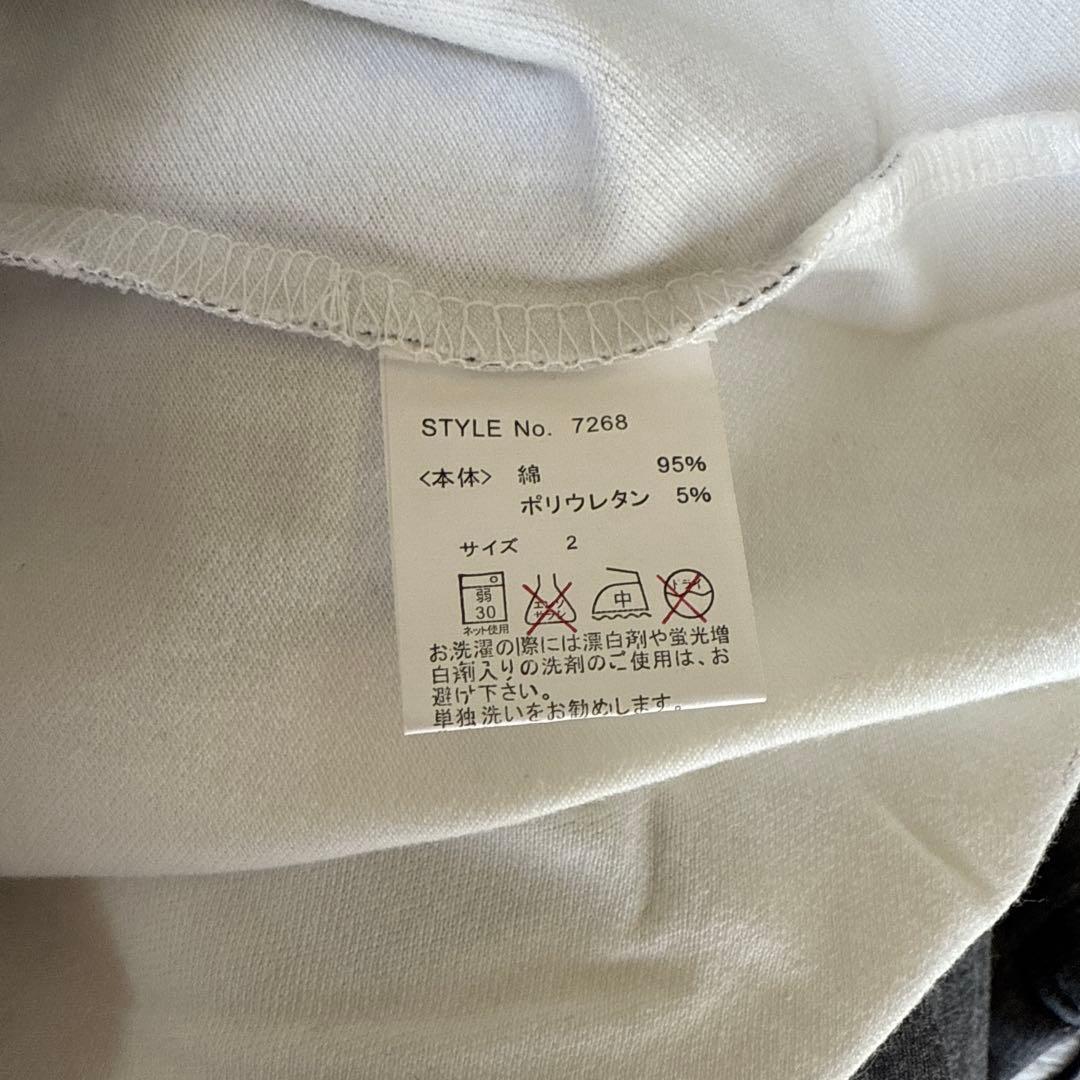 STYLE No. 7268
<本体> 綿 95%
ポリウレタン 5%
サイズ 2
弱 30 ネット使用 エンソ サラシ 中 ドライ
お洗濯の際には漂白剤や蛍光増
白剤入りの洗剤のご使用は、お
避け下さい。
単独洗いをお勧めします。